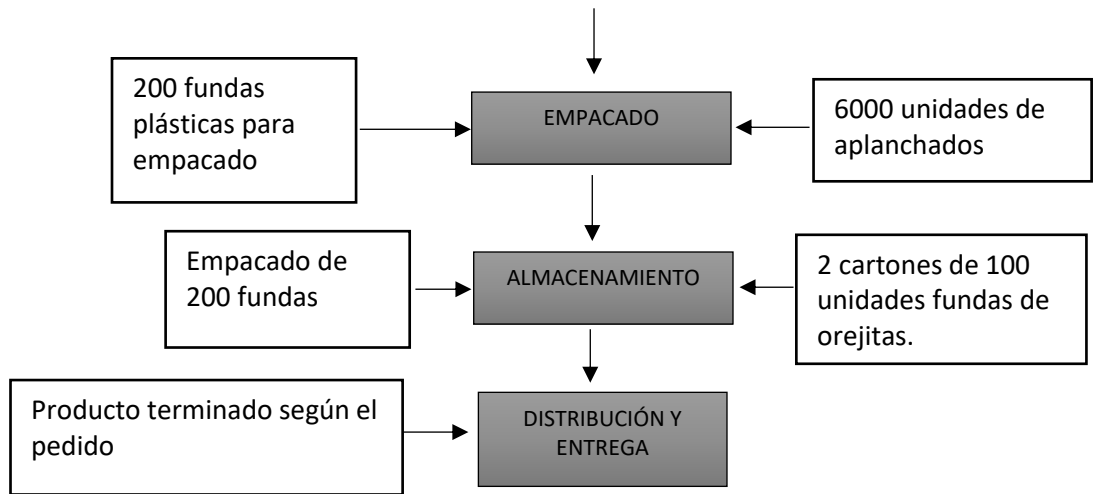 200 fundas
plásticas para
empacado
EMPACADO
6000 unidades de
aplanchados
Empacado de
200 fundas
ALMACENAMIENTO
2 cartones de 100
unidades fundas de
orejitas.
Producto terminado según el
pedido
DISTRIBUCIÓN Y
ENTREGA